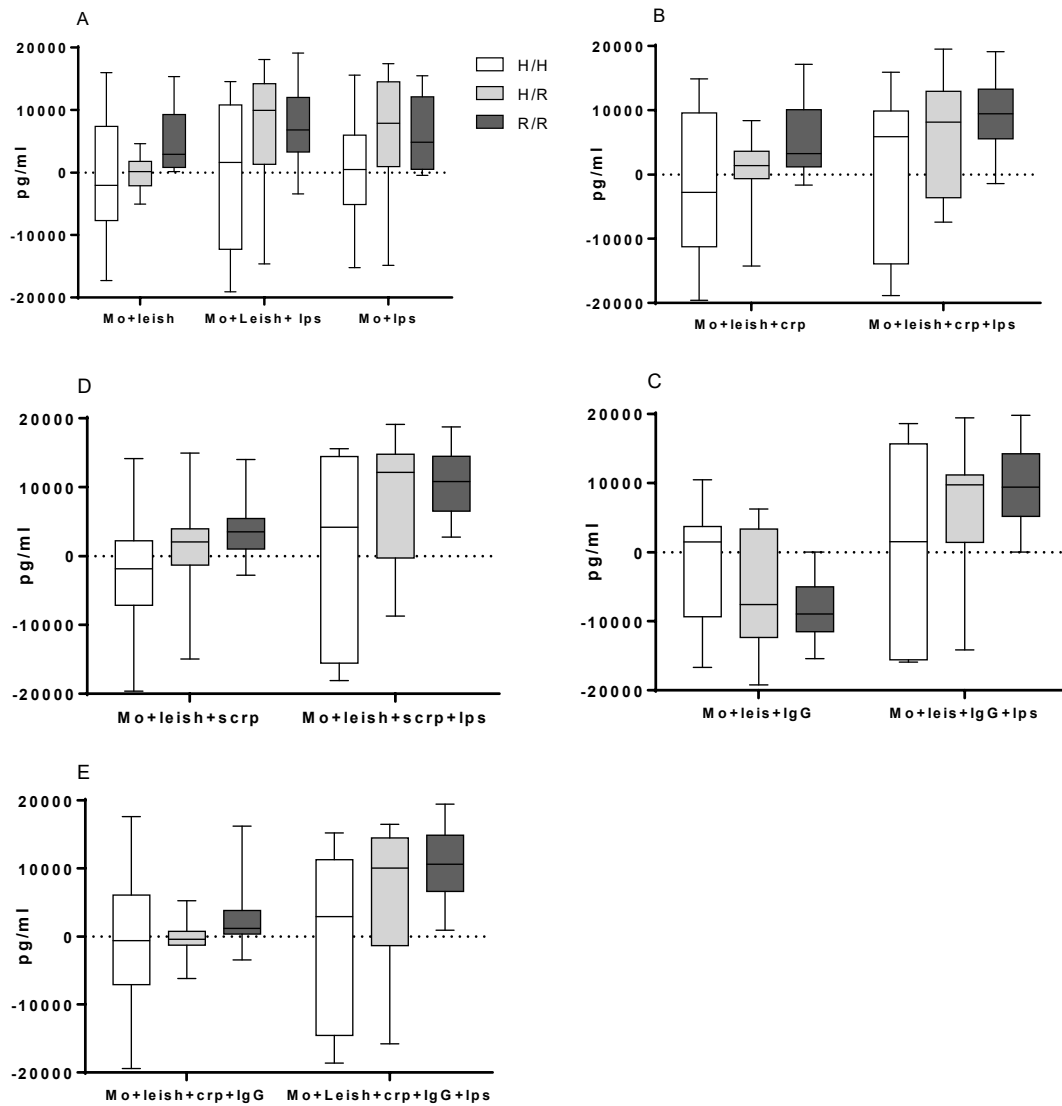 A
20000
10000
0
-10000
-20000
pg/ml
Mo+leish
Mo+Leish+ lps
Mo+lps
H/H
H/R
R/R
B
20000
10000
0
-10000
-20000
pg/ml
Mo+leish+crp
Mo+leish+crp+lps
D
20000
10000
0
-10000
-20000
pg/ml
Mo+leish+scrp
Mo+leish+scrp+lps
C
20000
10000
0
-10000
-20000
pg/ml
Mo+leis+IgG
Mo+leis+IgG+lps
E
20000
10000
0
-10000
-20000
pg/ml
Mo+leish+crp+IgG
Mo+Leish+crp+IgG+lps